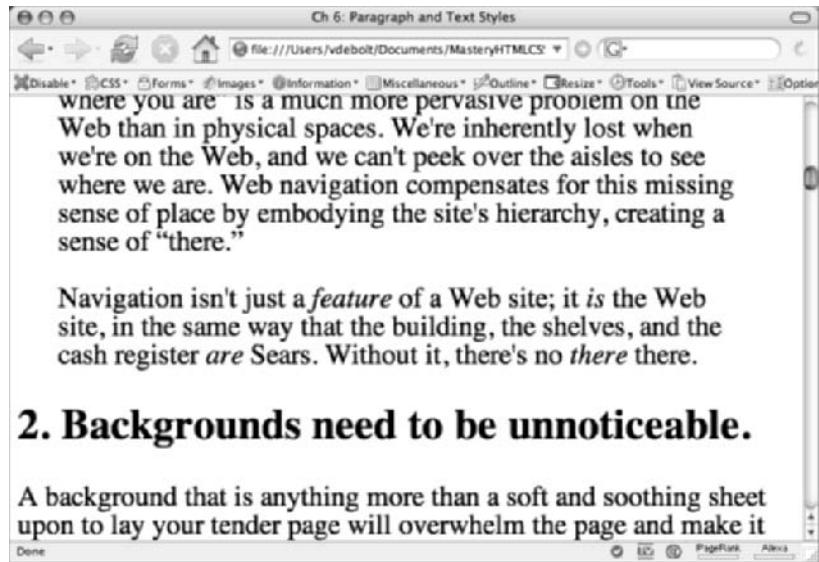 Ch 6: Paragraph and Text Styles
file:///Users/vdebolt/Documents/MasteryHTMLCS
G
Disable CSS Forms Images Information Miscellaneous Outline Resize Tools View Source Option
where you are" is a much more pervasive problem on the
Web than in physical spaces. We're inherently lost when
we're on the Web, and we can't peek over the aisles to see
where we are. Web navigation compensates for this missing
sense of place by embodying the site's hierarchy, creating a
sense of “there.”
Navigation isn't just a feature of a Web site; it is the Web
site, in the same way that the building, the shelves, and the
cash register are Sears. Without it, there's no there there.
2. Backgrounds need to be unnoticeable.
A background that is anything more than a soft and soothing sheet
upon to lay your tender page will overwhelm the page and make it
Done PageRank Alexa